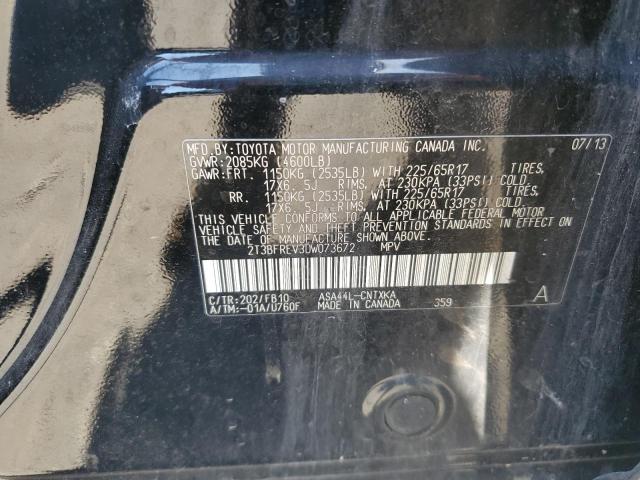 MFD.BY:TOYOTA MOTOR MANUFACTURING CANADA INC. 07/13
GVWR:2085KG (4600LB)
GAWR:FRT. 1150KG (2535LB) WITH 225/65R17
17X6.5J RIMS, AT 230KPA (33PSI) COLD.
RR. 1150KG (2535LB) WITH 225/65R17
17X6.5J RIMS, AT 230KPA (33PSI) COLD.
THIS VEHICLE CONFORMS TO ALL APPLICABLE FEDERAL MOTOR
VEHICLE SAFETY AND THEFT PREVENTION STANDARDS IN EFFECT
ON THE DATE OF MANUFACTURE SHOWN ABOVE.
2T3BFREV3DW073672 MPV
C/TR:202/FB10 ASA44L-CNTXKA A
A/TM:-01A/U760F MADE IN CANADA 359